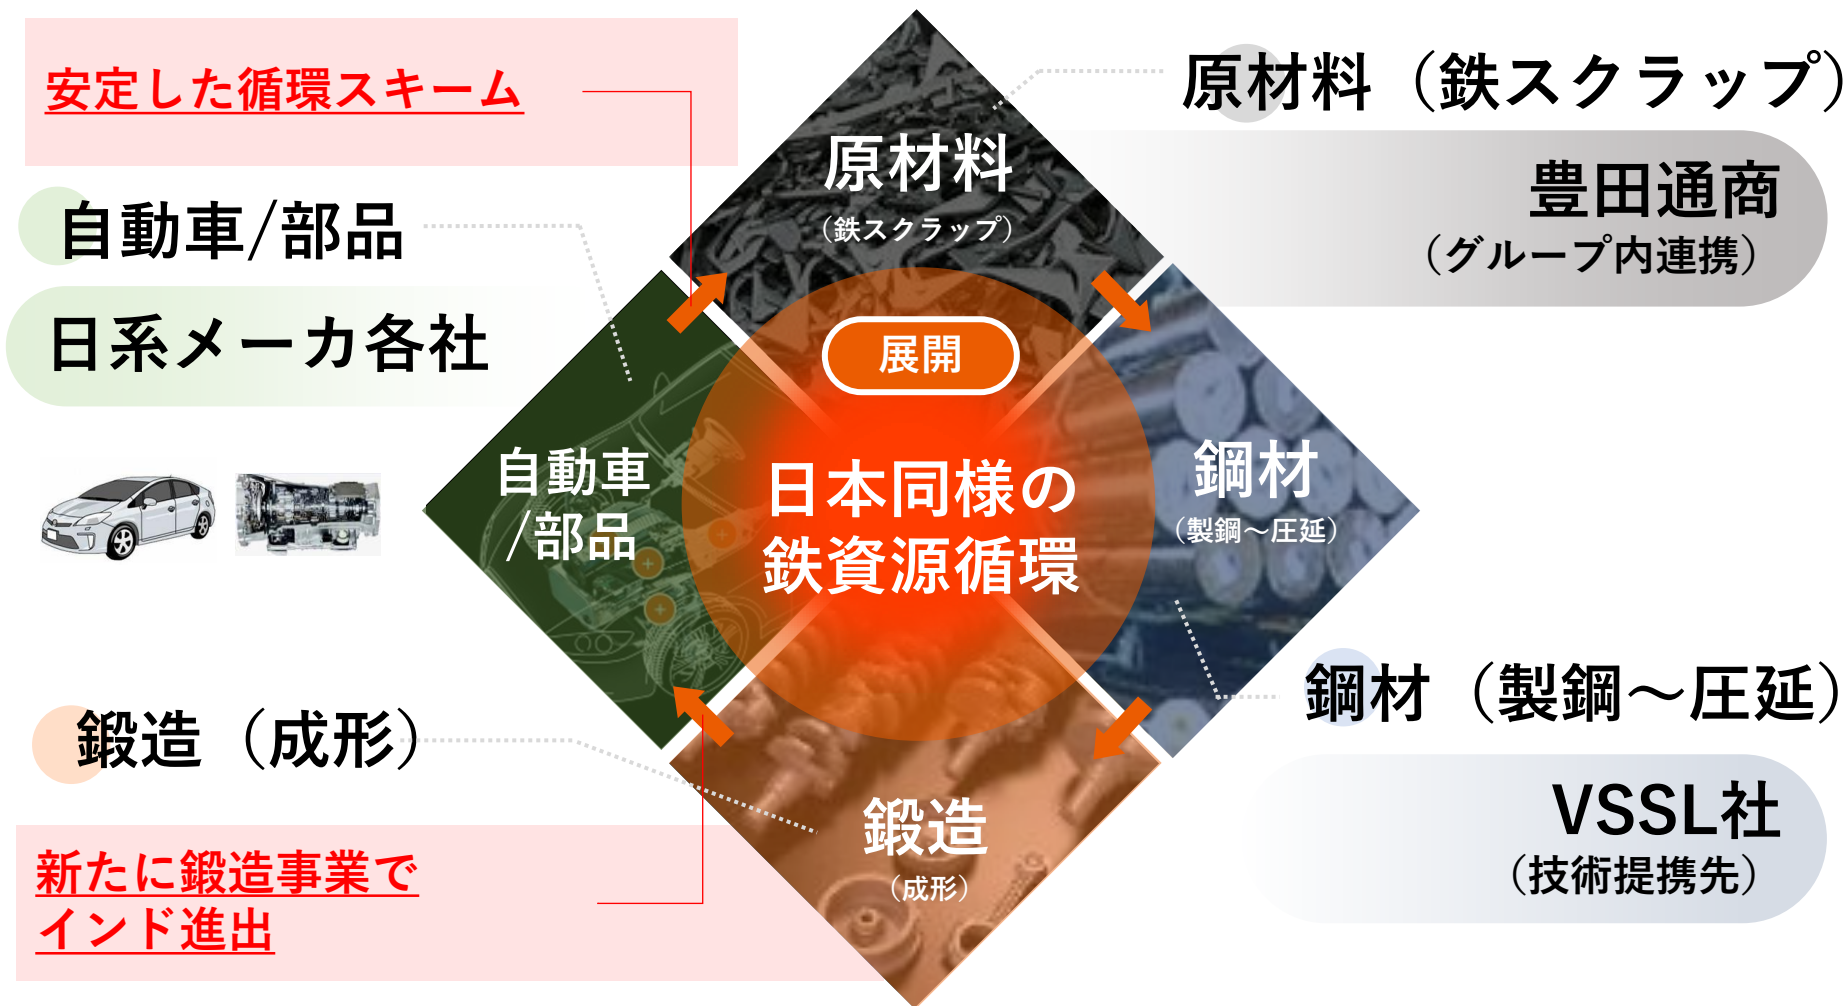 安定した循環スキーム
自動車/部品
日系メーカ各社
鍛造（成形）
新たに鍛造事業で
インド進出
原材料
（鉄スクラップ）
展開
日本同様の
鉄資源循環
自動車
/部品
鋼材
（製鋼～圧延）
鍛造
（成形）
原材料（鉄スクラップ）
豊田通商
（グループ内連携）
鋼材（製鋼～圧延）
VSSL社
（技術提携先）